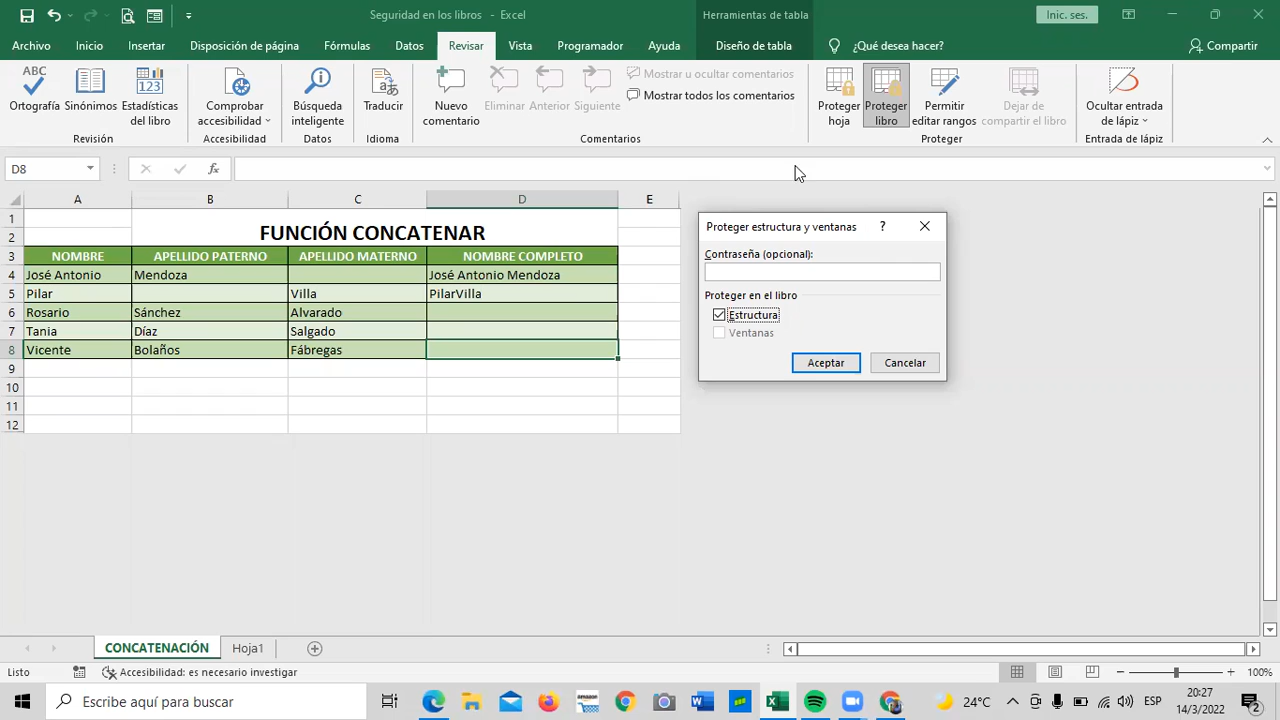 Seguridad en los libros - Excel
Herramientas de tabla
Inic. ses.
Archivo Inicio Insertar Disposición de página Fórmulas Datos Revisar Vista Programador Ayuda Diseño de tabla ¿Qué desea hacer? Compartir
ABC
Ortografía
Sinónimos
123
Estadísticas
del libro
Revisión
Comprobar
accesibilidad
Accesibilidad
Búsqueda
inteligente
Datos
Traducir
Idioma
Nuevo
comentario
Eliminar
Anterior
Siguiente
Mostrar u ocultar comentarios
Mostrar todos los comentarios
Comentarios
Proteger
hoja
Proteger
libro
Permitir
editar rangos
Dejar de
compartir el libro
Proteger
Ocultar entrada
de lápiz
Entrada de lápiz
D8
fx
A B C D E
1
2 FUNCIÓN CONCATENAR
3 NOMBRE APELLIDO PATERNO APELLIDO MATERNO NOMBRE COMPLETO
4 José Antonio Mendoza José Antonio Mendoza
5 Pilar Villa PilarVilla
6 Rosario Sánchez Alvarado
7 Tania Díaz Salgado
8 Vicente Bolaños Fábregas
9
10
11
12
Proteger estructura y ventanas ?
Contraseña (opcional):
Proteger en el libro
Estructura
Ventanas
Aceptar Cancelar
CONCATENACIÓN Hoja1
Listo Accesibilidad: es necesario investigar 100%
Escribe aquí para buscar
amazon
24°C
ESP
20:27
14/3/2022
2